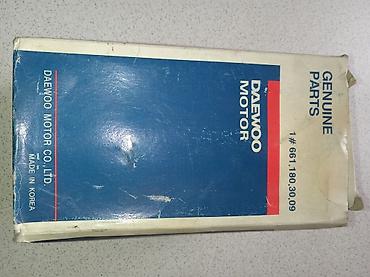 GENUINE
PARTS
1# 661,180,30,09
DAEWOO
MOTOR
DAEWOO MOTOR CO., LTD.
MADE IN KOREA